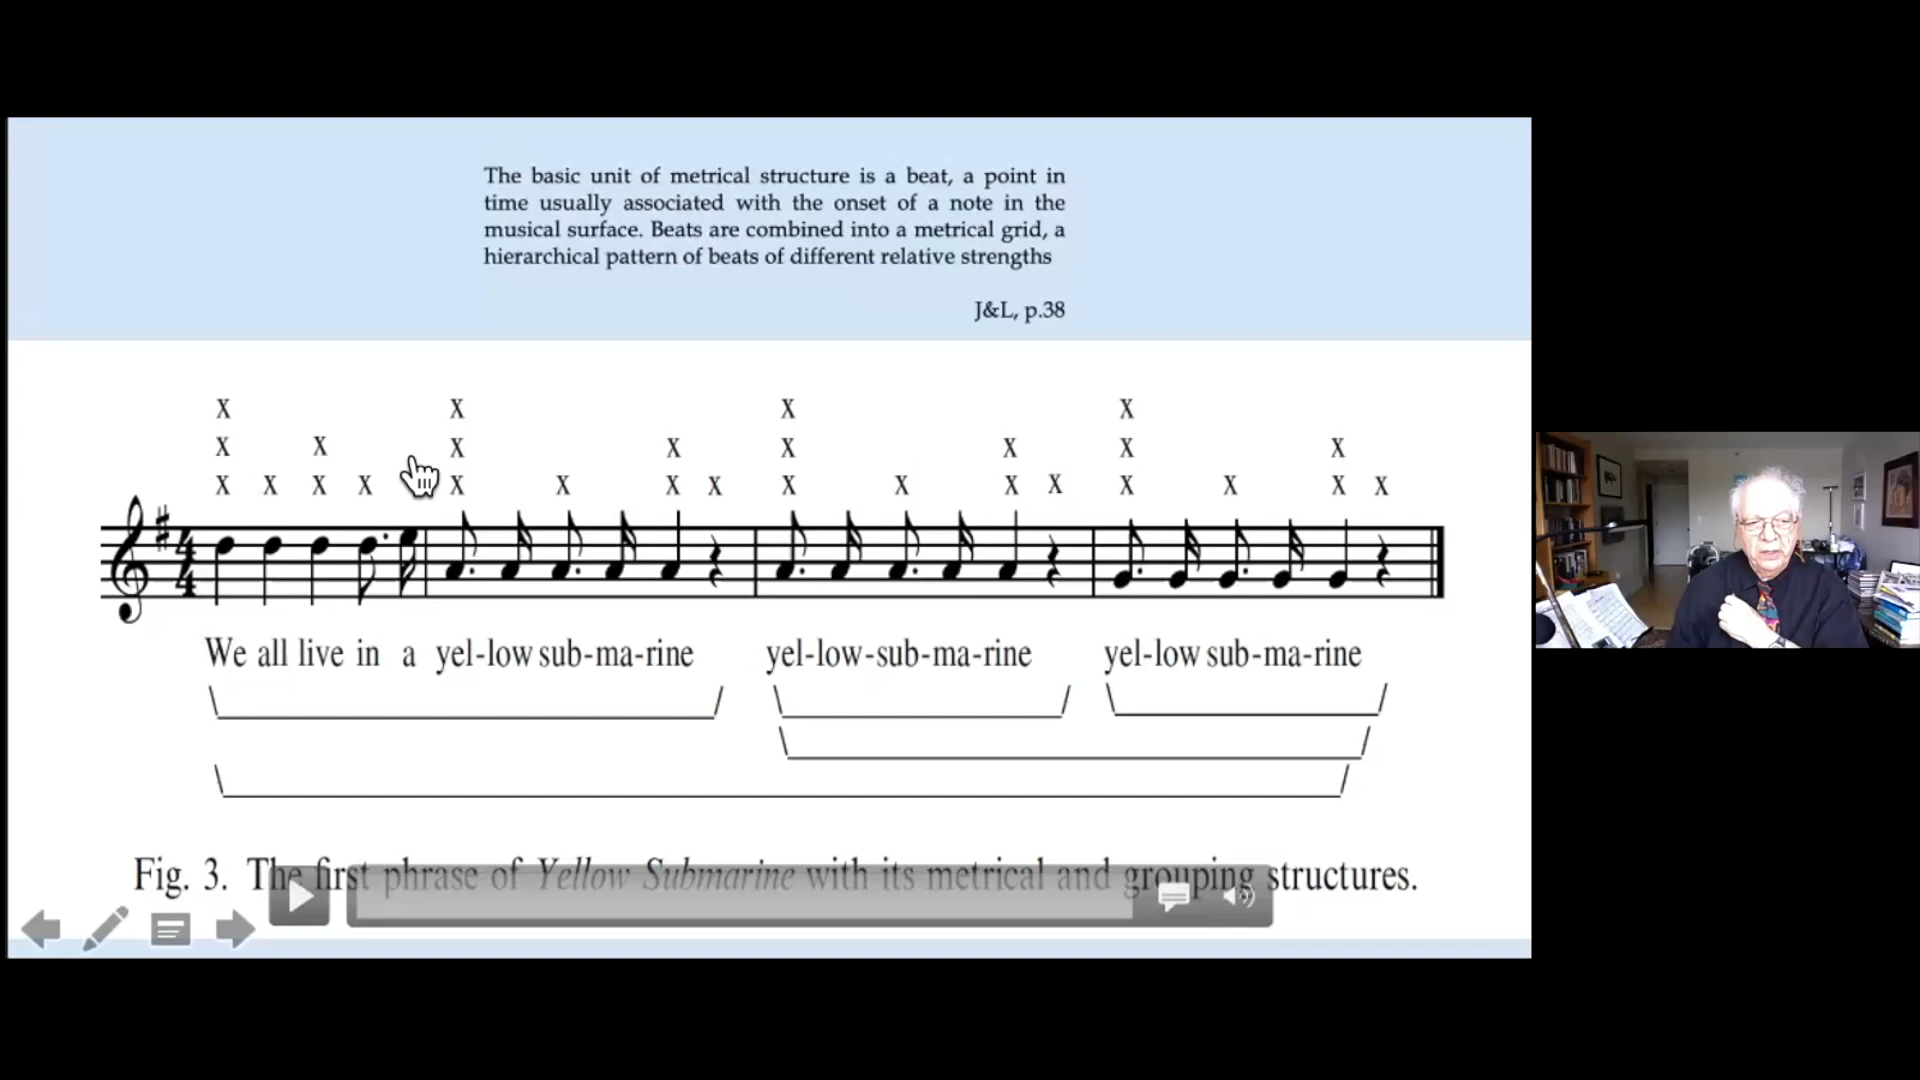 The basic unit of metrical structure is a beat, a point in
time usually associated with the onset of a note in the
musical surface. Beats are combined into a metrical grid, a
hierarchical pattern of beats of different relative strengths
J&L, p.38
x x x x
x x x x x x x x
x x x x x x x x x x x x x x x x
4
4
We all live in a yel-low sub-ma-rine yel-low-sub-ma-rine yel-low sub-ma-rine
Fig. 3. The first phrase of Yellow Submarine with its metrical and grouping structures.